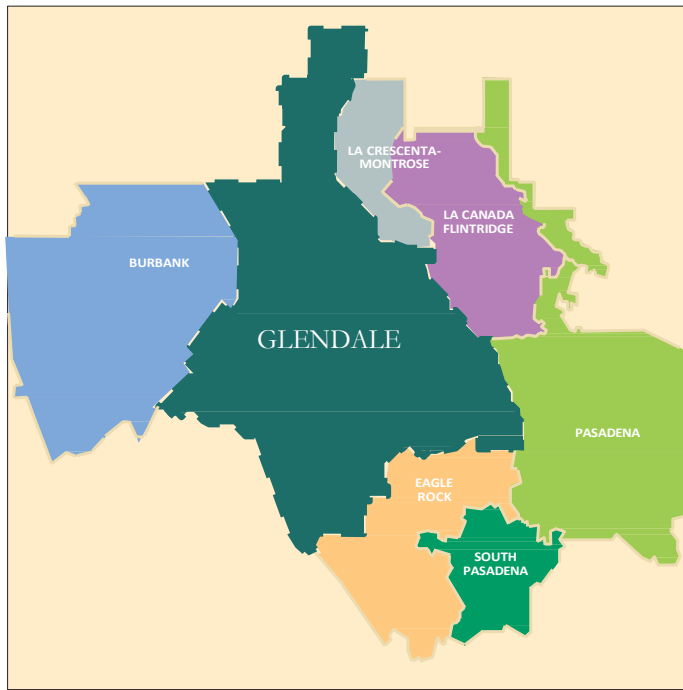 LA CRESCENTA-
MONTROSE
LA CANADA
FLINTRIDGE
BURBANK
GLENDALE
PASADENA
EAGLE
ROCK
SOUTH
PASADENA